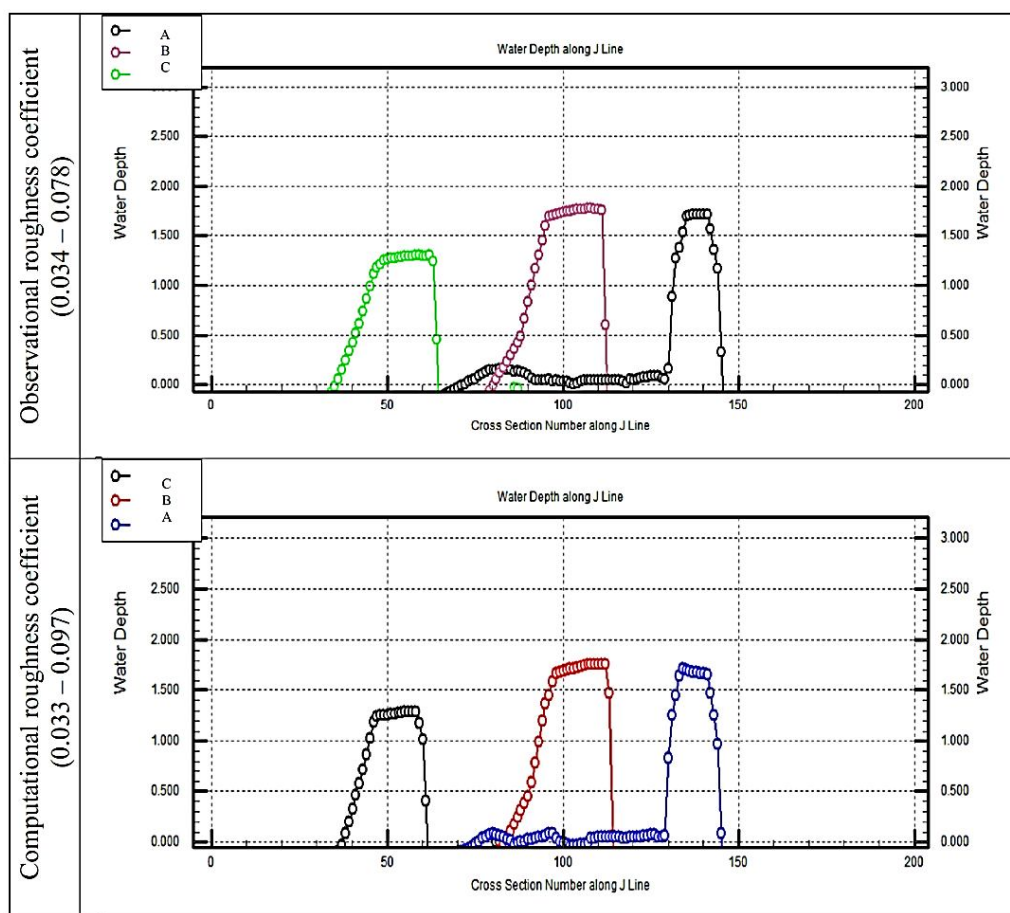 Observational roughness coefficient
(0.034 – 0.078)
A
B
C
Water Depth along J Line
3.000
2.500
2.000
1.500
1.000
0.500
0.000
Water Depth
3.000
2.500
2.000
1.500
1.000
0.500
0.000
Water Depth
0
50
100
150
200
Cross Section Number along J Line
Computational roughness coefficient
(0.033 – 0.097)
C
B
A
Water Depth along J Line
2.500
2.000
1.500
1.000
0.500
0.000
Water Depth
3.000
2.500
2.000
1.500
1.000
0.500
0.000
Water Depth
0
50
100
150
200
Cross Section Number along J Line